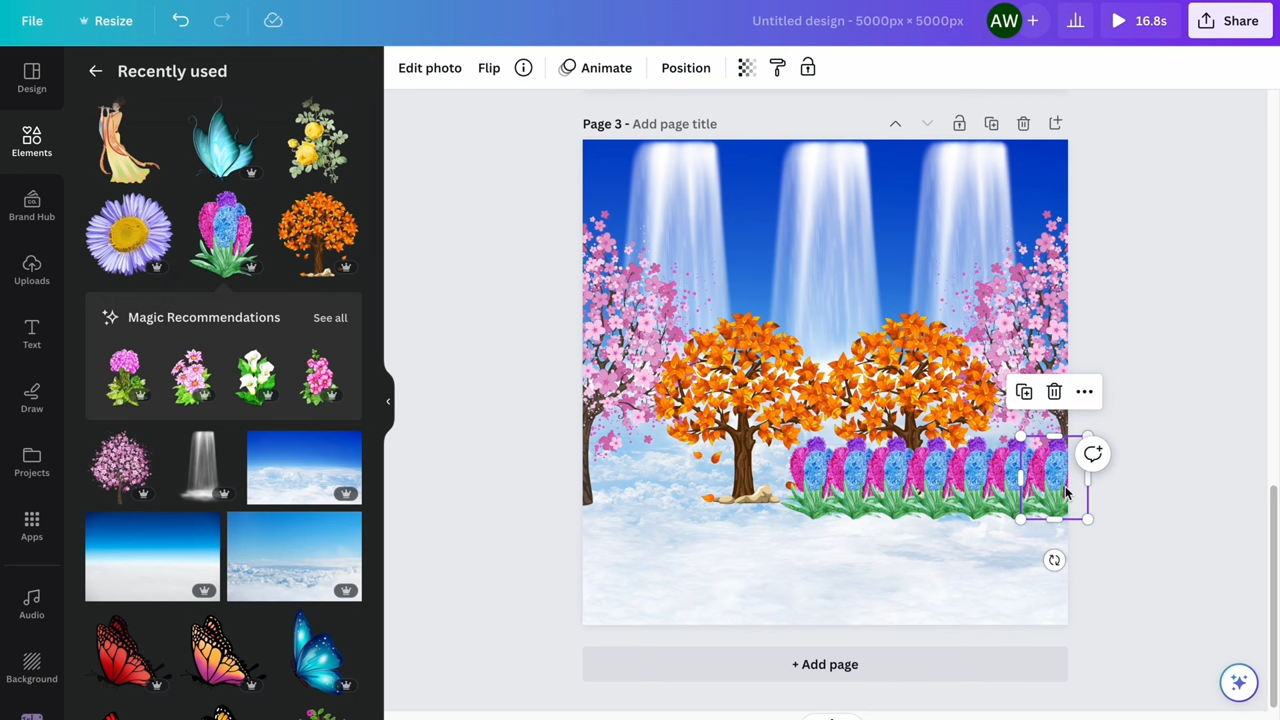 File
Resize
Untitled design - 5000px × 5000px
AW
16.8s
Share
Design
Elements
Brand Hub
Uploads
Text
Draw
Projects
Apps
Audio
Background
Recently used
Magic Recommendations
See all
Edit photo
Flip
Animate
Position
Page 3 - Add page title
+ Add page